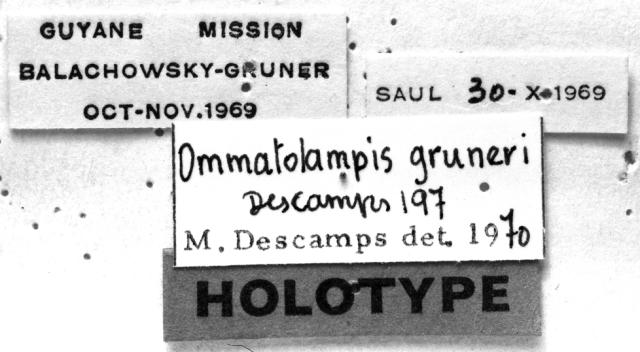 GUYANE MISSION
BALACHOWSKY-GRUNER
OCT-NOV.1969
SAUL 30-X-1969
Ommatolampis gruneri
Descamps 197
M. Descamps det. 1970
HOLOTYPE